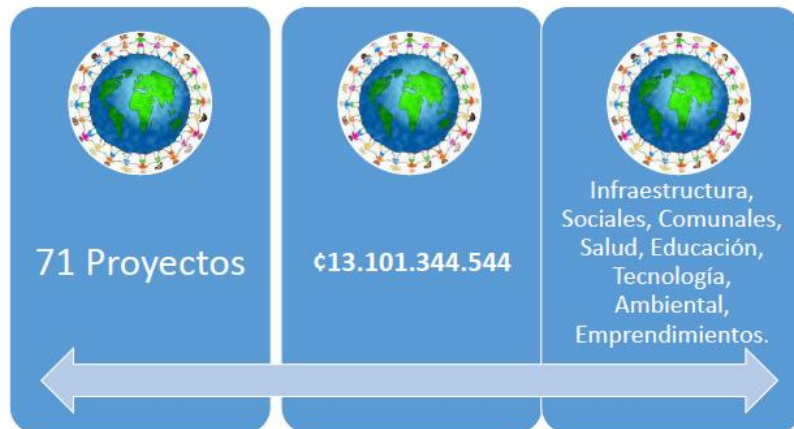 71 Proyectos
¢13.101.344.544
Infraestructura,
Sociales, Comunales,
Salud, Educación,
Tecnología,
Ambiental,
Emprendimientos.